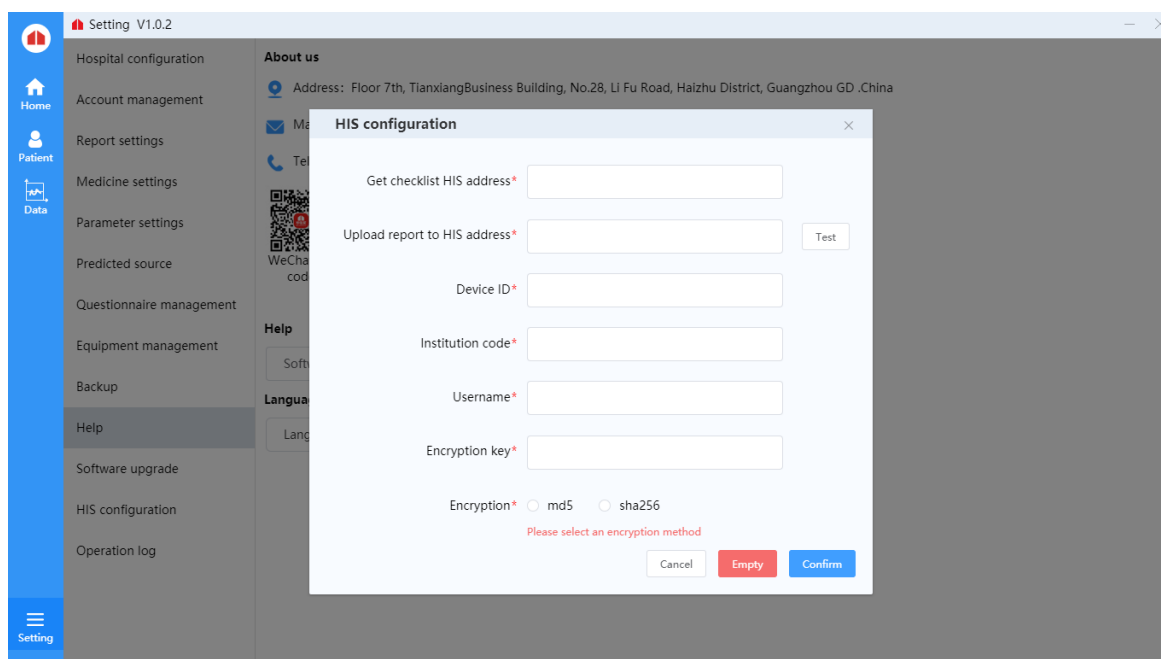 Setting V1.0.2
Home
Patient
Data
Setting
Hospital configuration
Account management
Report settings
Medicine settings
Parameter settings
Predicted source
Questionnaire management
Equipment management
Backup
Help
Software upgrade
HIS configuration
Operation log
About us
Address: Floor 7th, TianxiangBusiness Building, No.28, Li Fu Road, Haizhu District, Guangzhou GD .China
Help
HIS configuration
Get checklist HIS address*
Upload report to HIS address*
Test
Device ID*
Institution code*
Username*
Encryption key*
Encryption* md5 sha256
Please select an encryption method
Cancel Empty Confirm